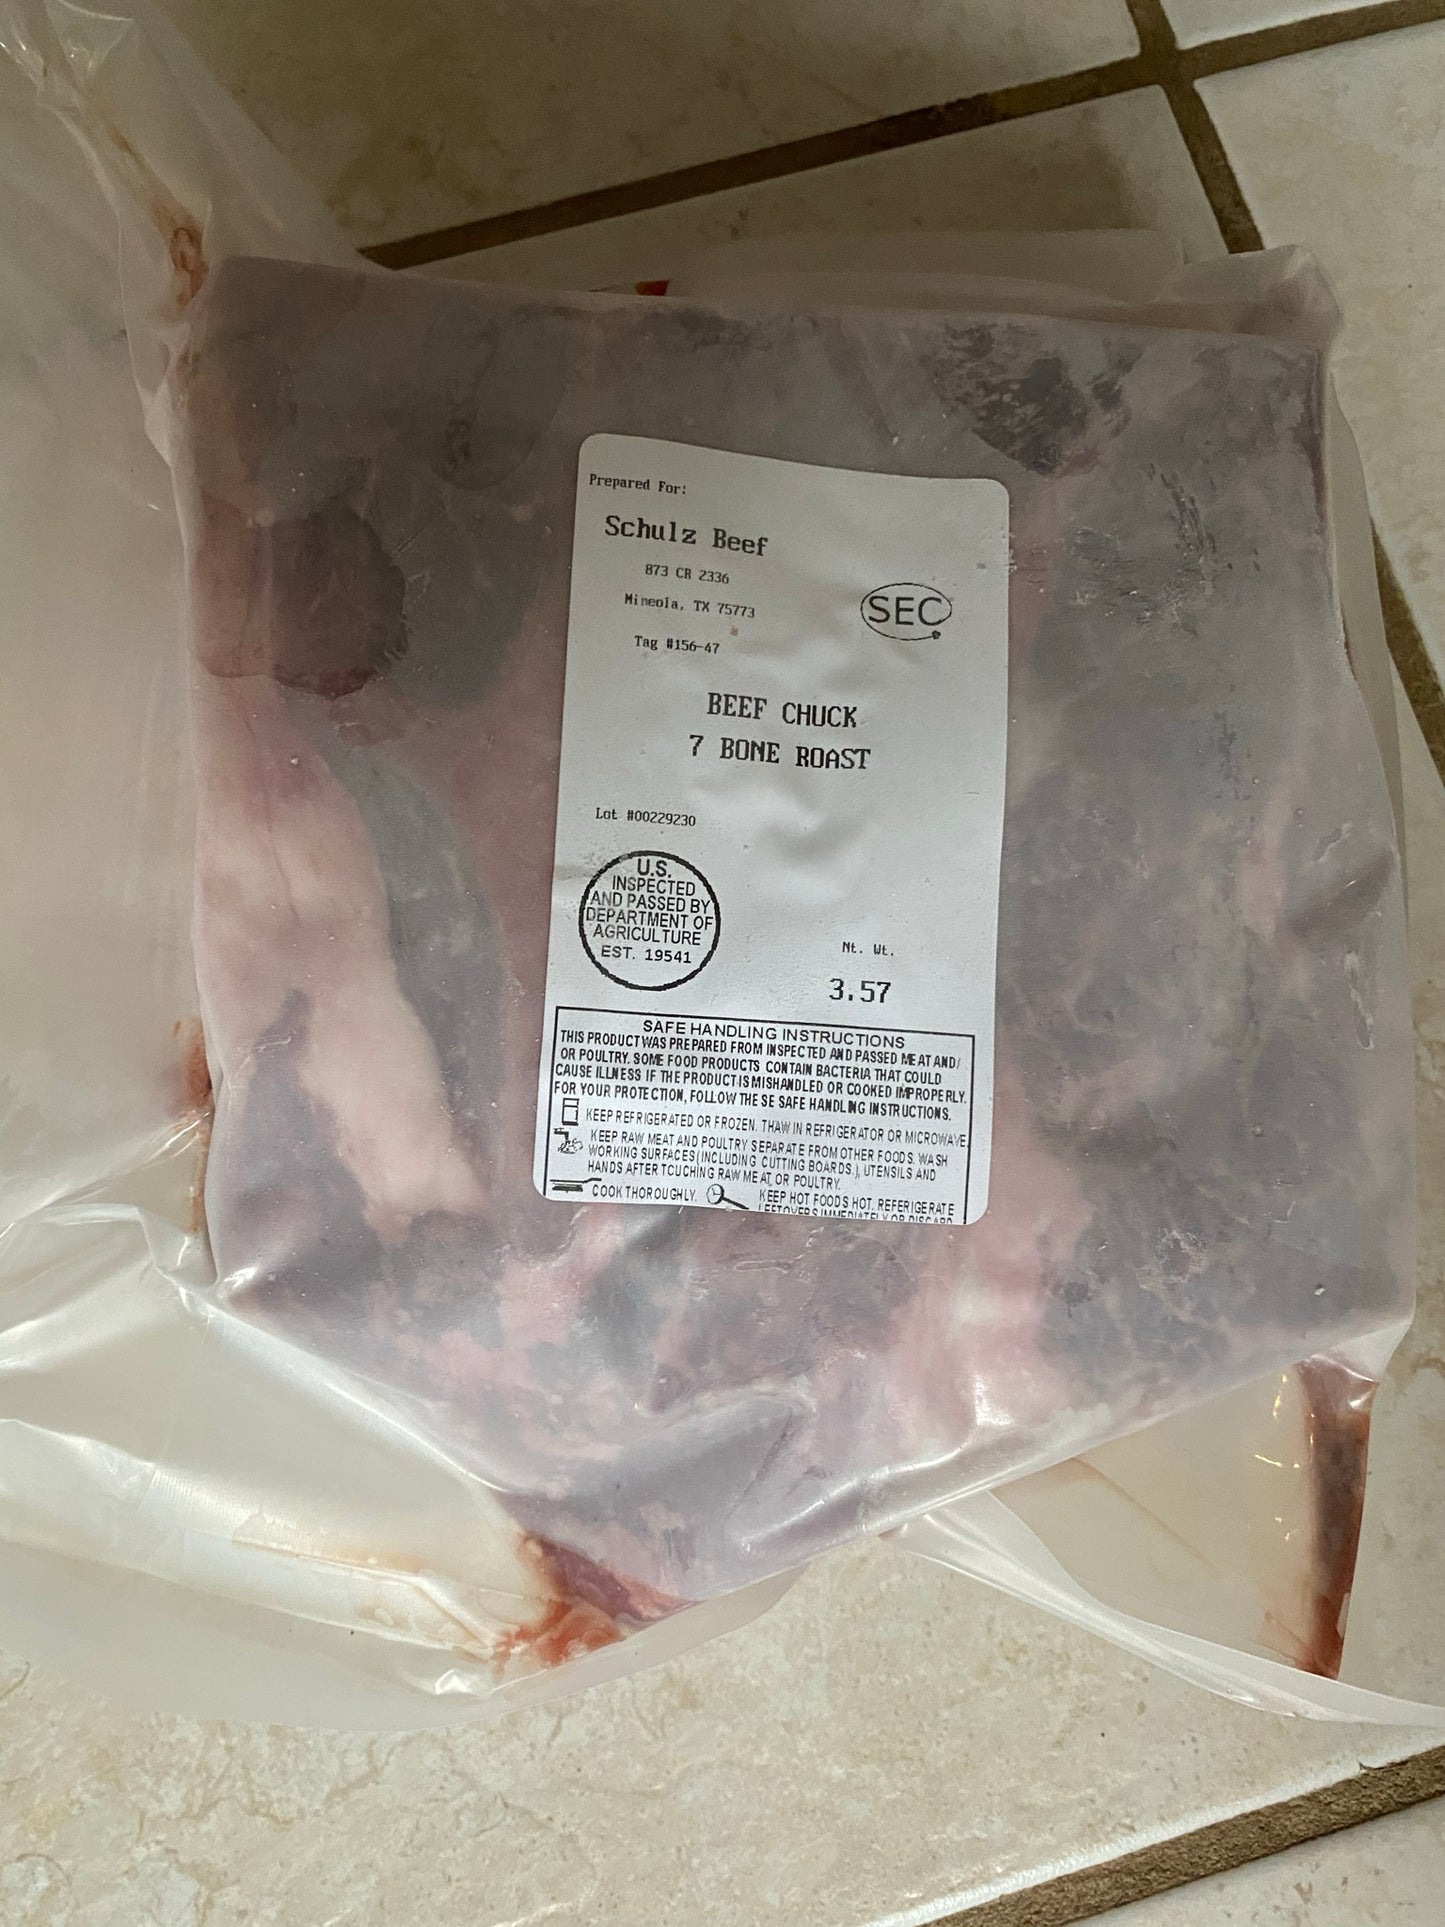 Prepared For:
Schulz Beef
873 CR 2336
Mineola, TX 75773
Tag #156-47
SEC
BEEF CHUCK
7 BONE ROAST
Lot #00229230
U.S.
INSPECTED
AND PASSED BY
DEPARTMENT OF
AGRICULTURE
EST. 19541
Nt. Wt.
3.57
SAFE HANDLING INSTRUCTIONS
THIS PRODUCT WAS PREPARED FROM INSPECTED AND PASSED MEAT AND/
OR POULTRY. SOME FOOD PRODUCTS CONTAIN BACTERIA THAT COULD
CAUSE ILLNESS IF THE PRODUCT IS MISHANDLED OR COOKED IMPROPERLY.
FOR YOUR PROTECTION, FOLLOW THESE SAFE HANDLING INSTRUCTIONS.
KEEP REFRIGERATED OR FROZEN. THAW IN REFRIGERATOR OR MICROWAVE.
KEEP RAW MEAT AND POULTRY SEPARATE FROM OTHER FOODS. WASH
WORKING SURFACES (INCLUDING CUTTING BOARDS), UTENSILS AND
HANDS AFTER TOUCHING RAW MEAT OR POULTRY.
COOK THOROUGHLY.
KEEP HOT FOODS HOT. REFERIGERATE
LEFTOVERS IMMEDIATELY OR DISCARD